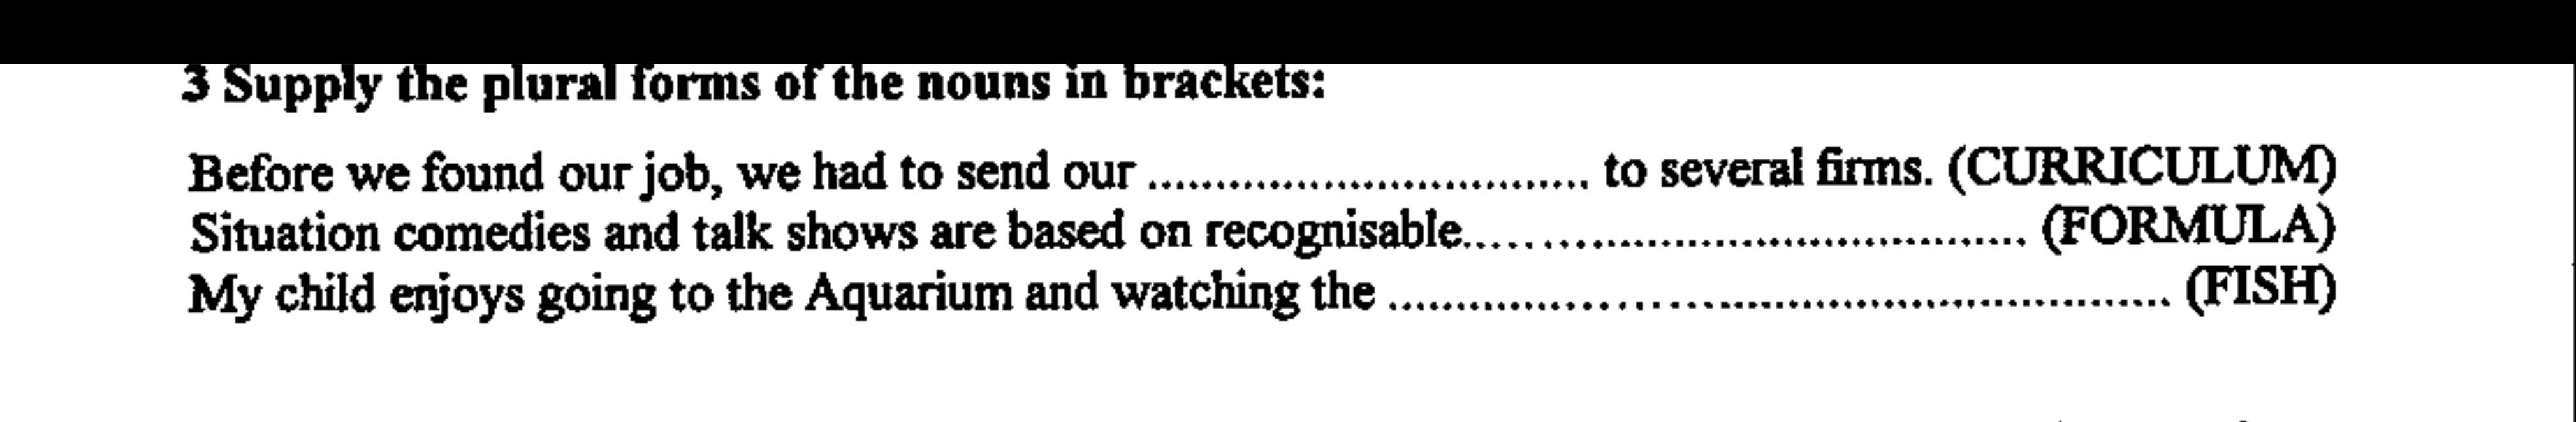 3 Supply the plural forms of the nouns in brackets:
Before we found our job, we had to send our ................................. to several firms. (CURRICULUM)
Situation comedies and talk shows are based on recognisable.......................................... (FORMULA)
My child enjoys going to the Aquarium and watching the .......................................................... (FISH)